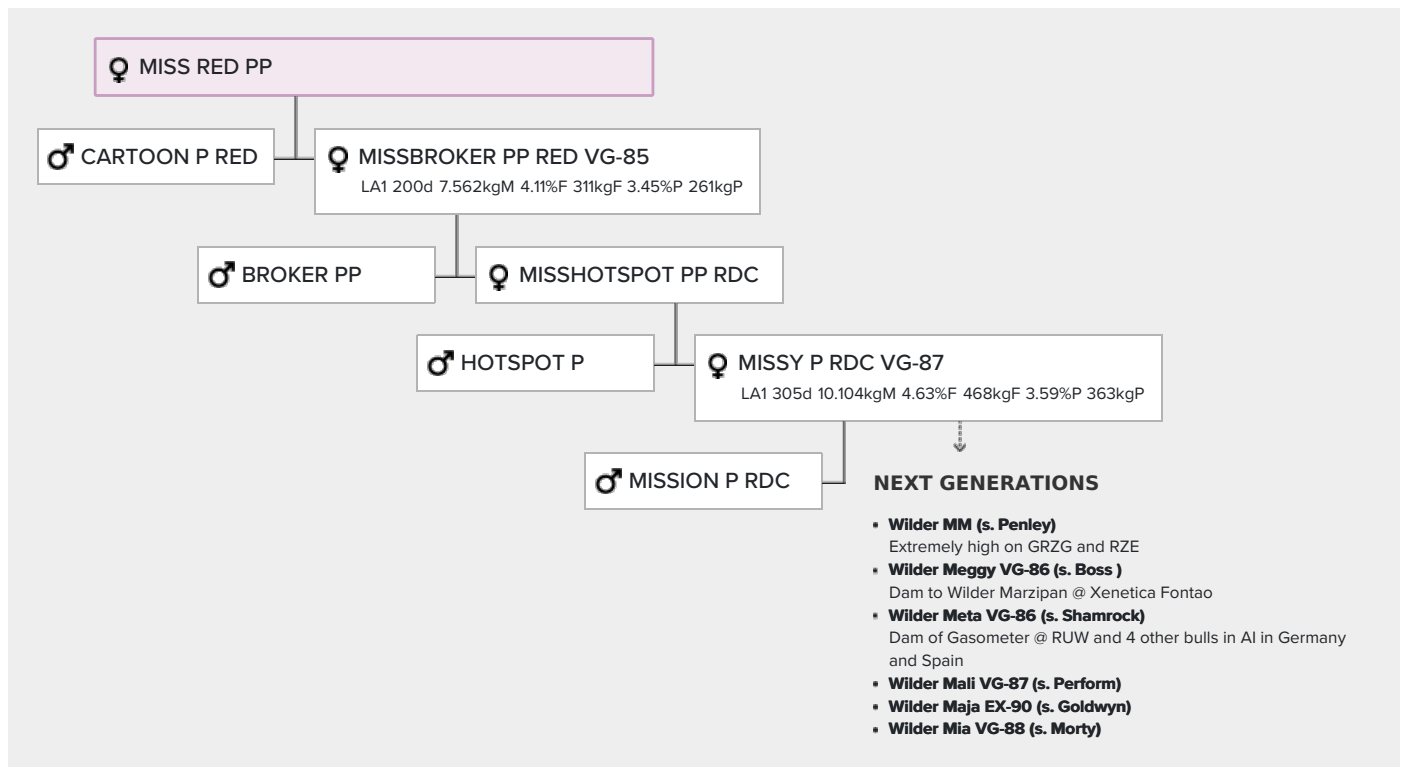 MISS RED PP
CARTOON P RED
MISSBROKER PP RED VG-85
LA1 200d 7.562kgM 4.11%F 311kgF 3.45%P 261kgP
BROKER PP
MISSHOTSPOT PP RDC
HOTSPOT P
MISSY P RDC VG-87
LA1 305d 10.104kgM 4.63%F 468kgF 3.59%P 363kgP
MISSION P RDC
NEXT GENERATIONS
Wilder MM (s. Penley)
Extremely high on GRZG and RZE
Wilder Meggy VG-86 (s. Boss )
Dam to Wilder Marzipan @ Xenetica Fontao
Wilder Meta VG-86 (s. Shamrock)
Dam of Gasometer @ RUW and 4 other bulls in AI in Germany
and Spain
Wilder Mali VG-87 (s. Perform)
Wilder Maja EX-90 (s. Goldwyn)
Wilder Mia VG-88 (s. Morty)